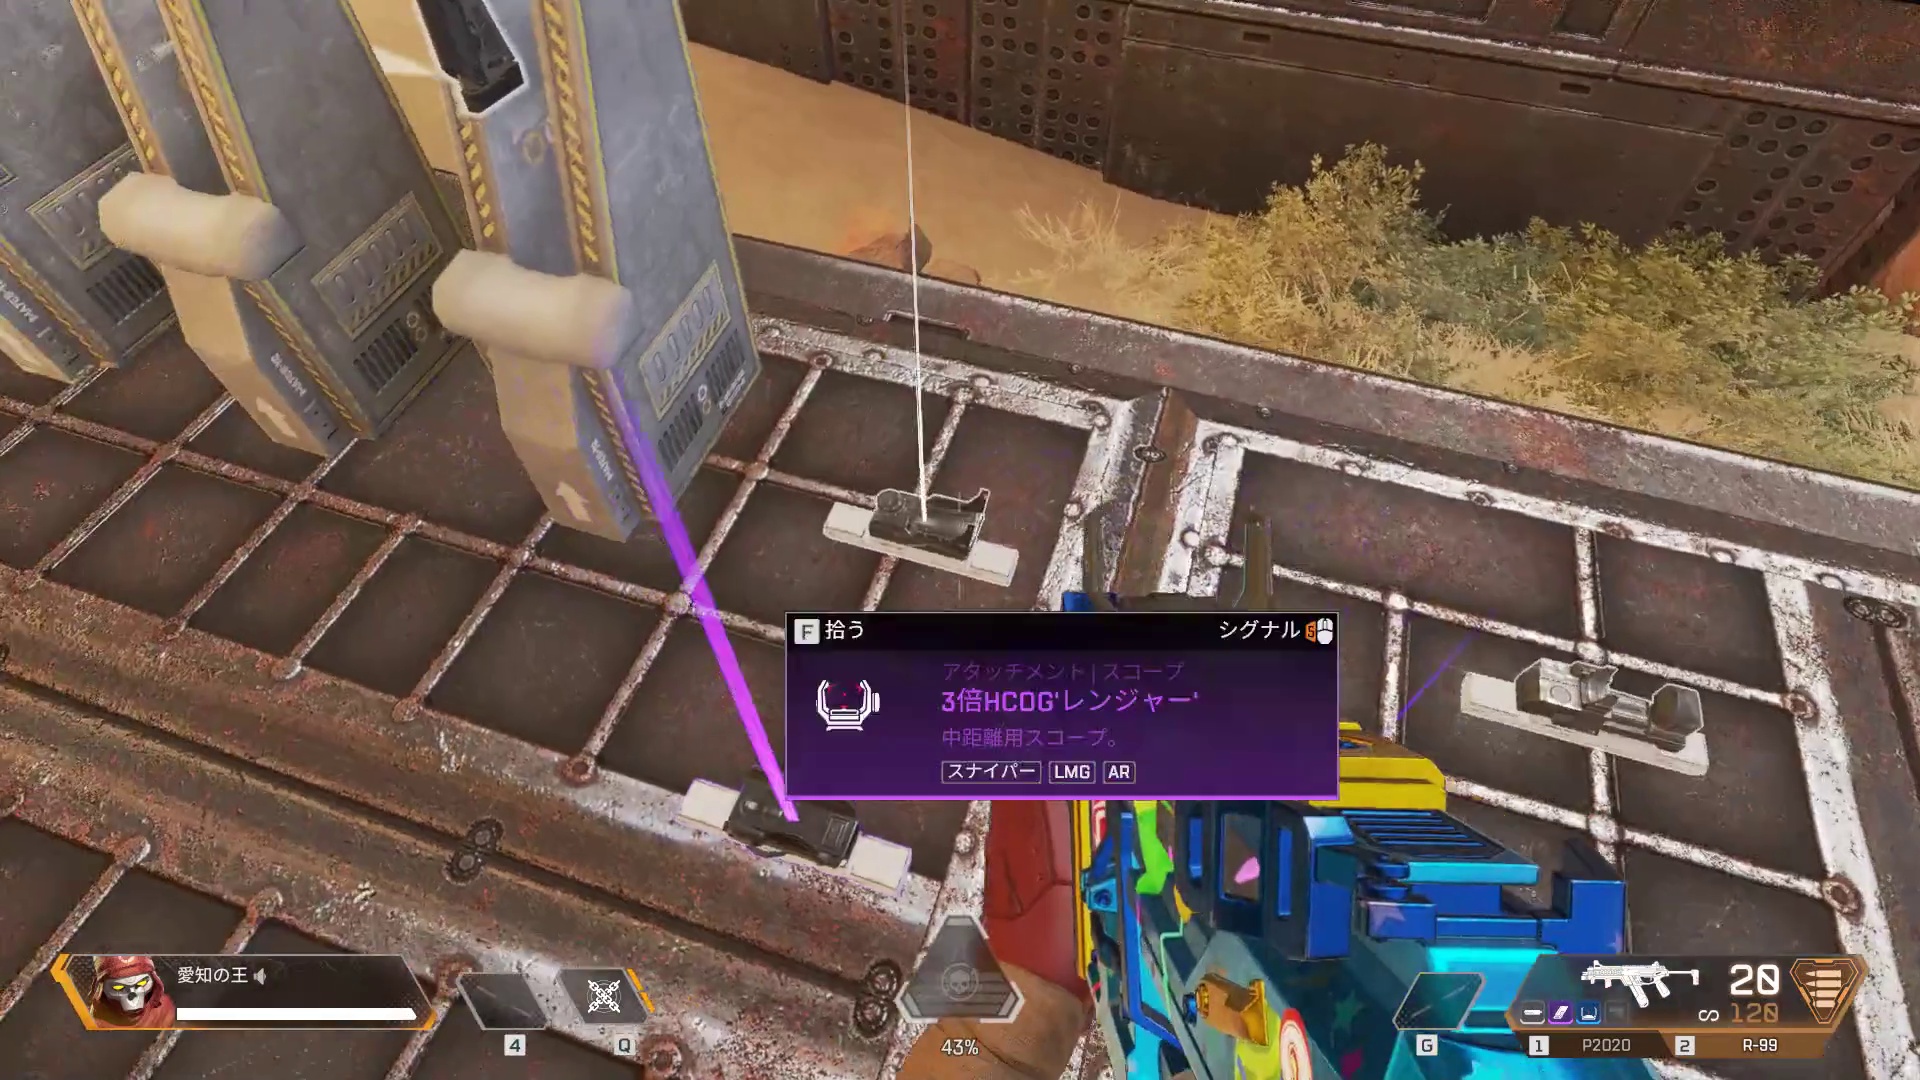 F 拾う
シグナル
アタッチメント | スコープ
3倍HCOG'レンジャー'
中距離用スコープ。
スナイパー LMG AR
愛知の王
4
Q
43%
G
20
∞ 120
1 P2020
2 R-99